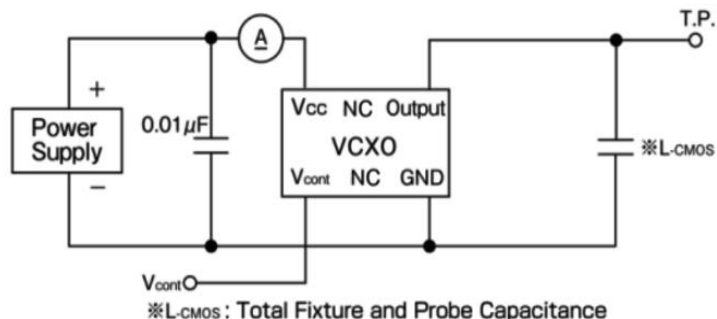 T.P.
A
+
Power
Supply
−
0.01μF
Vcc NC Output
VCXO
Vcont NC GND
※L-CMOS
Vcont
※L-CMOS : Total Fixture and Probe Capacitance